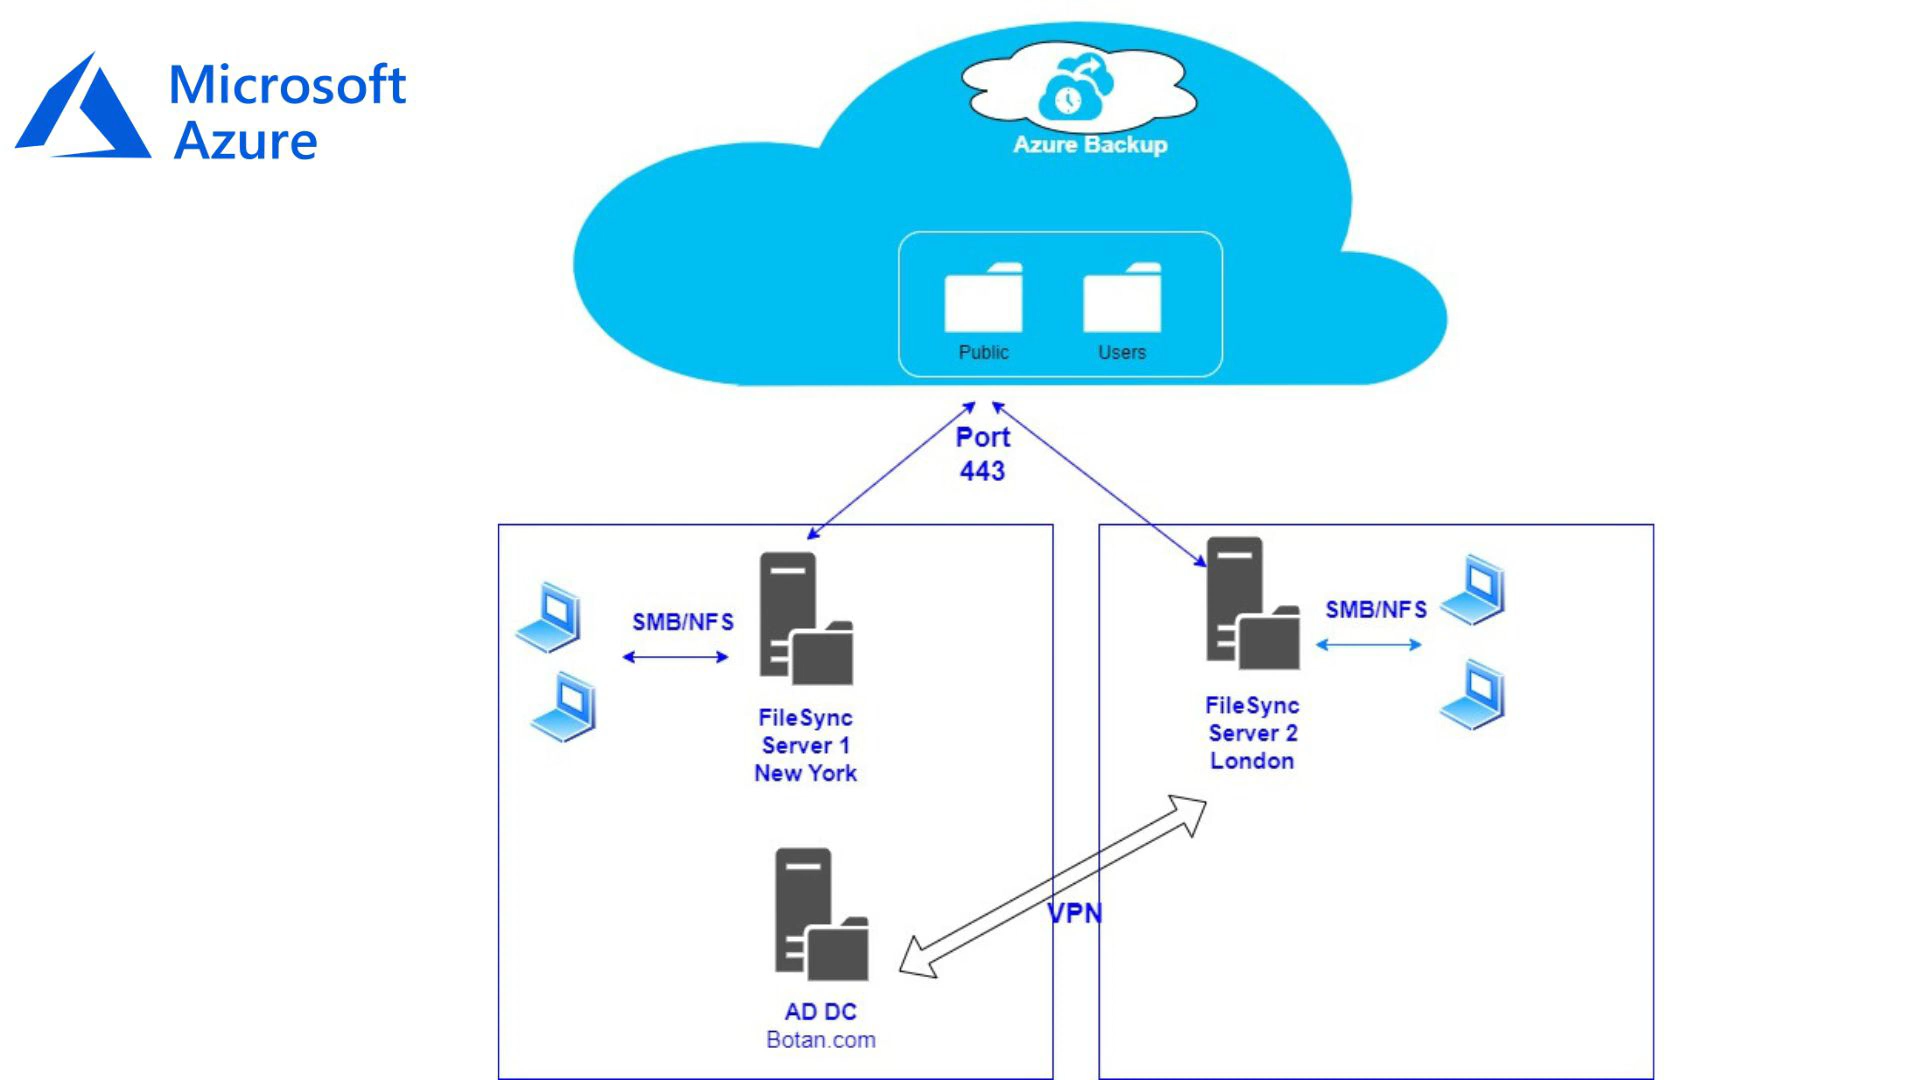 Microsoft
Azure
Azure Backup
Public
Users
Port
443
SMB/NFS
FileSync
Server 1
New York
SMB/NFS
FileSync
Server 2
London
VPN
AD DC
Botan.com